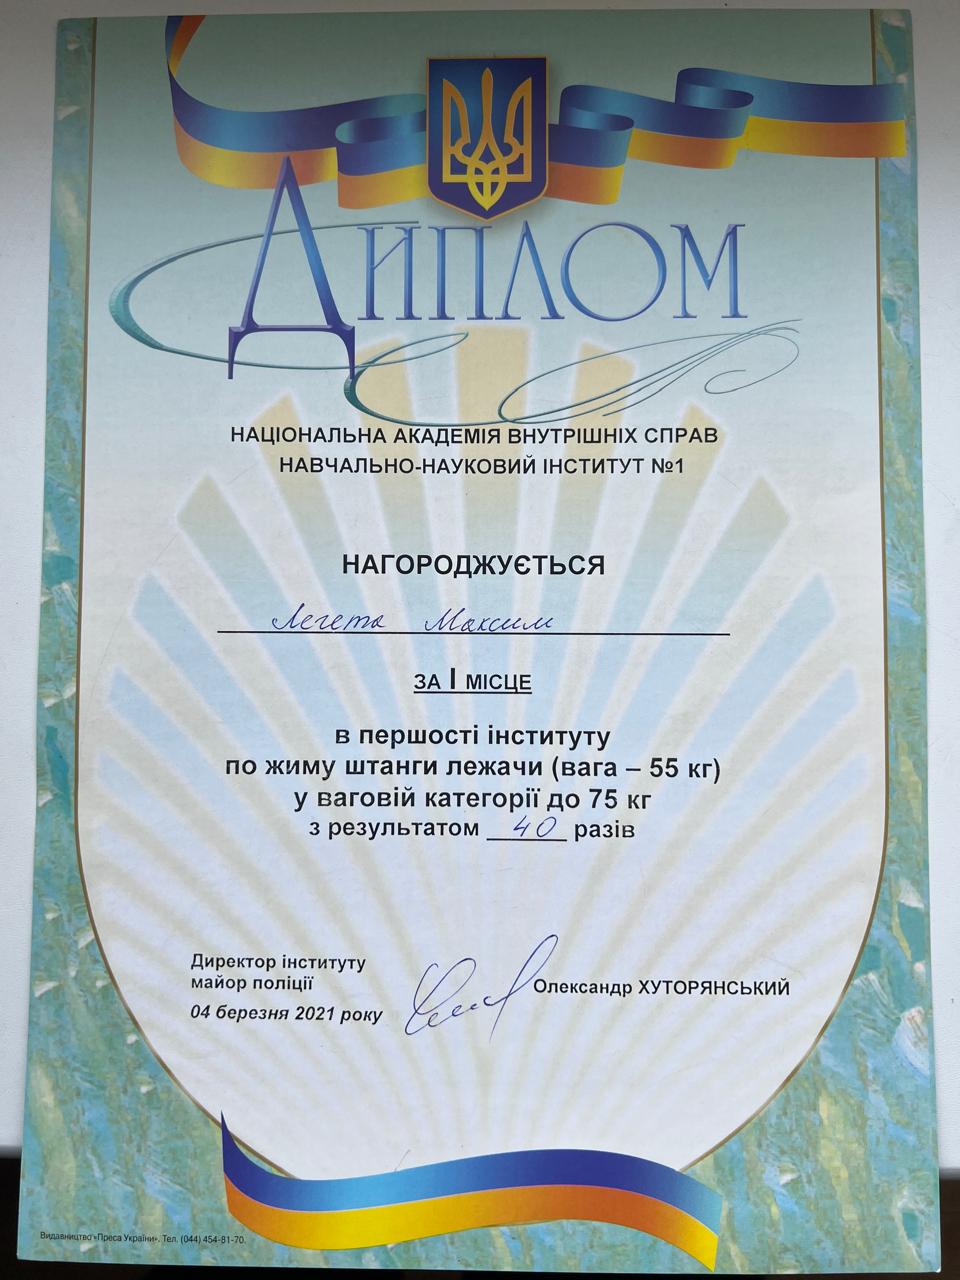 ДИПЛОМ
НАЦІОНАЛЬНА АКАДЕМІЯ ВНУТРІШНІХ СПРАВ
НАВЧАЛЬНО-НАУКОВИЙ ІНСТИТУТ №1
НАГОРОДЖУЄТЬСЯ
Легета Максим
ЗА І МІСЦЕ
в першості інституту
по жиму штанги лежачи (вага – 55 кг)
у ваговій категорії до 75 кг
з результатом 40 разів
Директор інституту
майор поліції
Олександр ХУТОРЯНСЬКИЙ
04 березня 2021 року
Видавництво «Преса України». Тел. (044) 454-81-70.